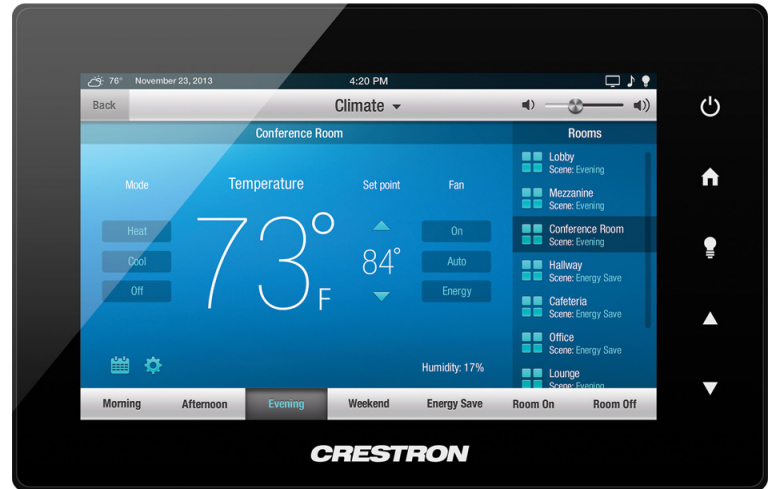 76° November 23, 2013 4:20 PM
Back Climate
Conference Room Rooms
Mode Temperature Set point Fan
Heat
Cool
Off
73°F
84°
On
Auto
Energy
Humidity: 17%
Lobby
Scene: Evening
Mezzanine
Scene: Evening
Conference Room
Scene: Evening
Hallway
Scene: Energy Save
Cafeteria
Scene: Energy Save
Office
Scene: Energy Save
Lounge
Scene: Evening
Morning Afternoon Evening Weekend Energy Save Room On Room Off
CRESTRON